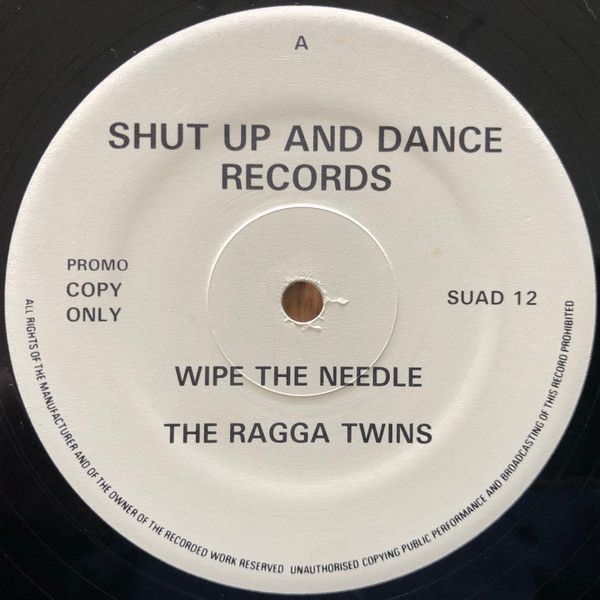 A
SHUT UP AND DANCE
RECORDS
PROMO
COPY
ONLY
SUAD 12
WIPE THE NEEDLE
THE RAGGA TWINS
ALL RIGHTS OF THE MANUFACTURER AND OF THE OWNER OF THE RECORDED WORK RESERVED UNAUTHORISED COPYING PUBLIC PERFORMANCE AND BROADCASTING OF THIS RECORD PROHIBITED